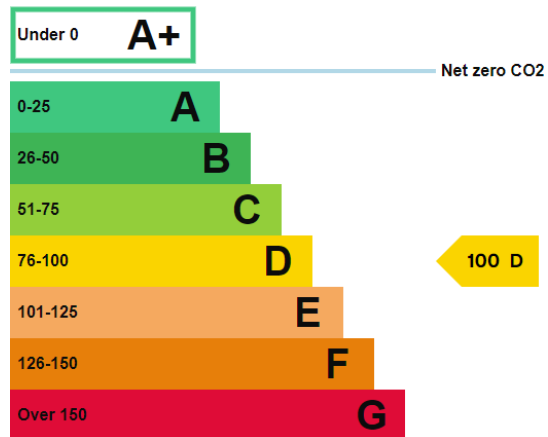 Under 0 A+
Net zero CO2
0-25 A
26-50 B
51-75 C
76-100 D
100 D
101-125 E
126-150 F
Over 150 G